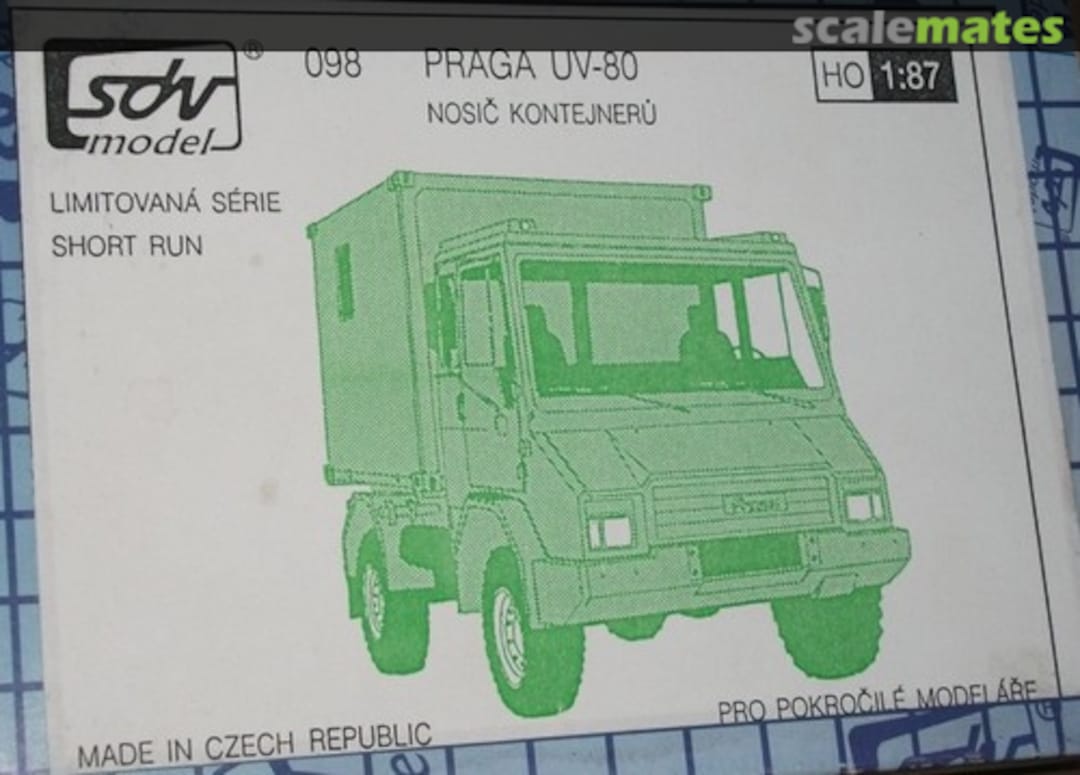 scalemates
sdv
model
®
098 PRAGA UV-80
NOSIČ KONTEJNERŮ
HO 1:87
LIMITOVANÁ SÉRIE
SHORT RUN
MADE IN CZECH REPUBLIC
PRO POKROČILÉ MODELÁŘE